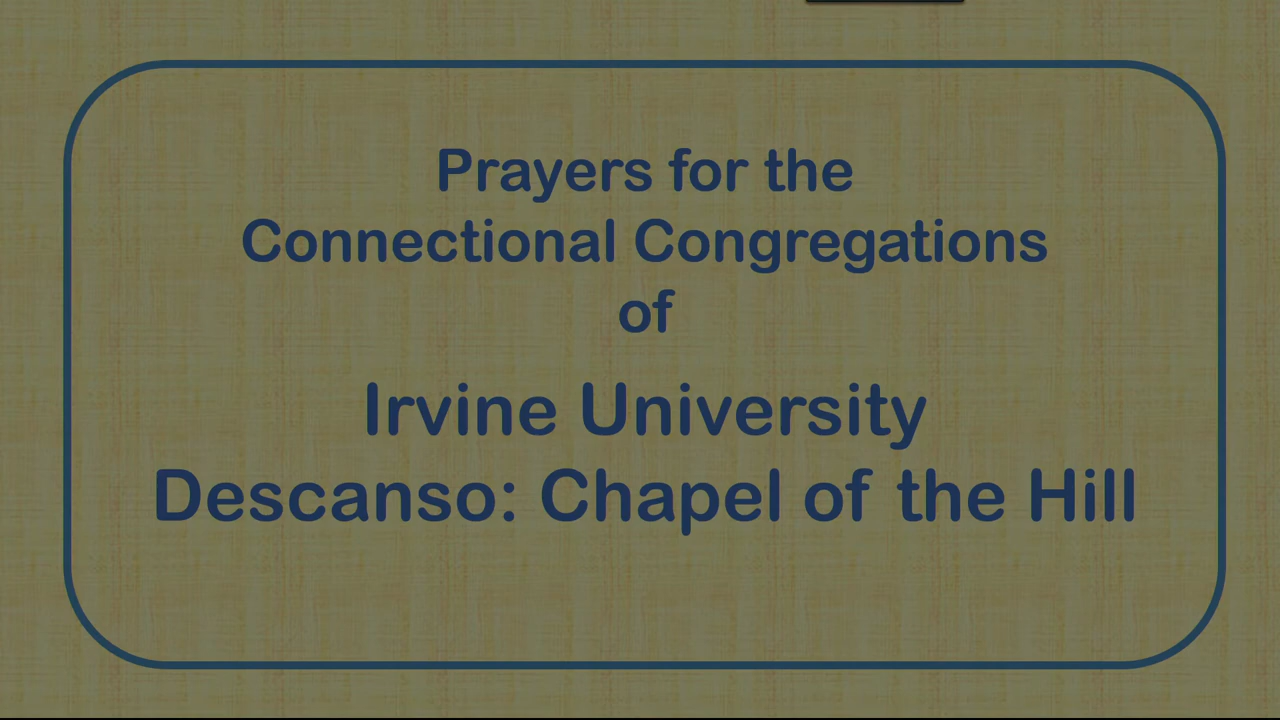 Prayers for the
Connectional Congregations
of
Irvine University
Descanso: Chapel of the Hill